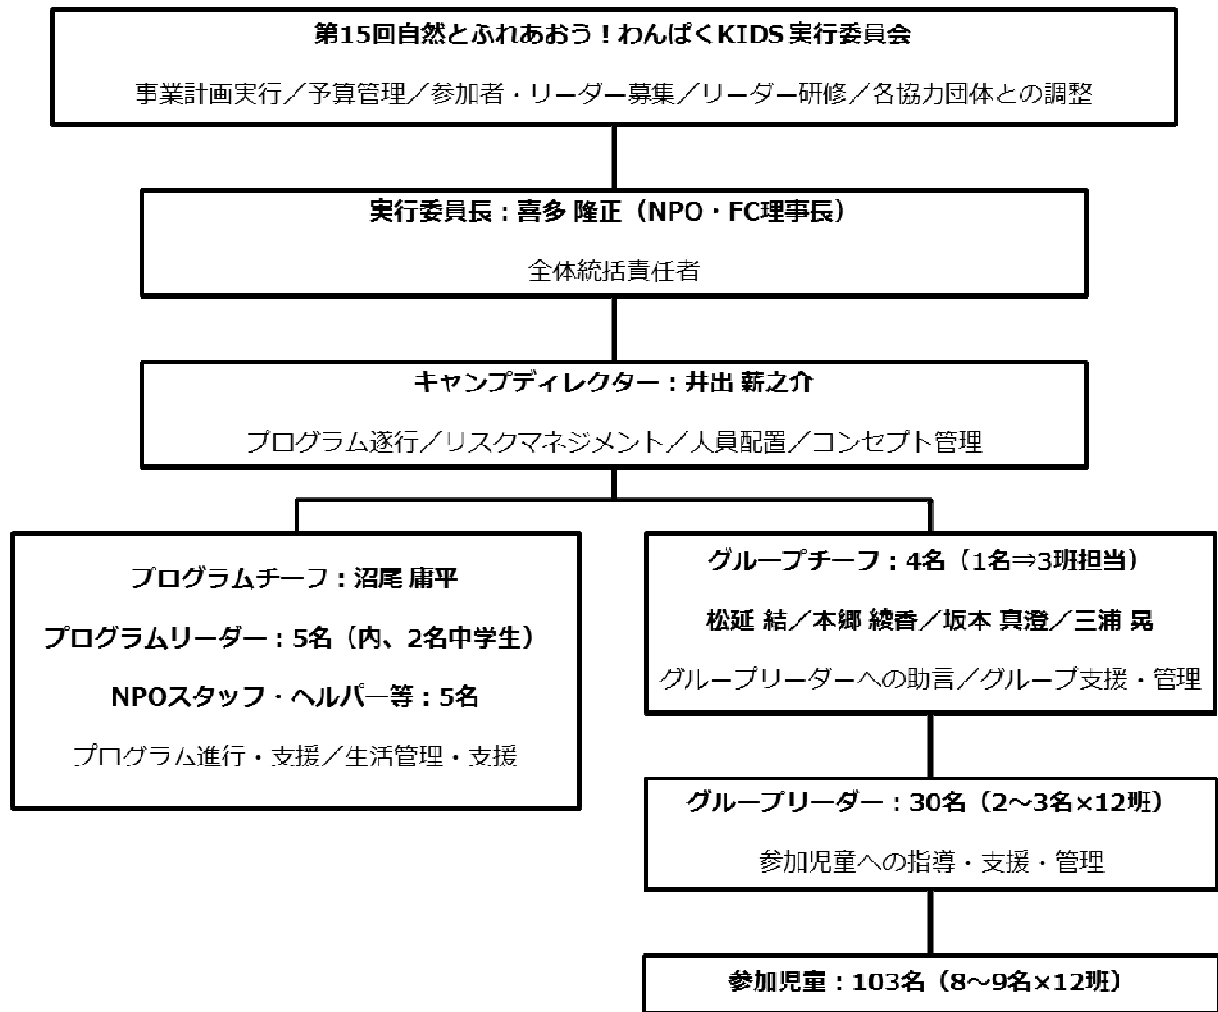 第15回自然とふれあおう！わんぱくKIDS 実行委員会
事業計画実行／予算管理／参加者・リーダー募集／リーダー研修／各協力団体との調整
実行委員長：喜多 隆正（NPO・FC理事長）
全体統括責任者
キャンプディレクター：井出 薪之介
プログラム遂行／リスクマネジメント／人員配置／コンセプト管理
プログラムチーフ：沼尾 庸平
プログラムリーダー：5名（内、2名中学生）
NPOスタッフ・ヘルパー等：5名
プログラム進行・支援／生活管理・支援
グループチーフ：4名（1名⇒3班担当）
松延 結／本郷 綾香／坂本 真澄／三浦 晃
グループリーダーへの助言／グループ支援・管理
グループリーダー：30名（2～3名×12班）
参加児童への指導・支援・管理
参加児童：103名（8～9名×12班）